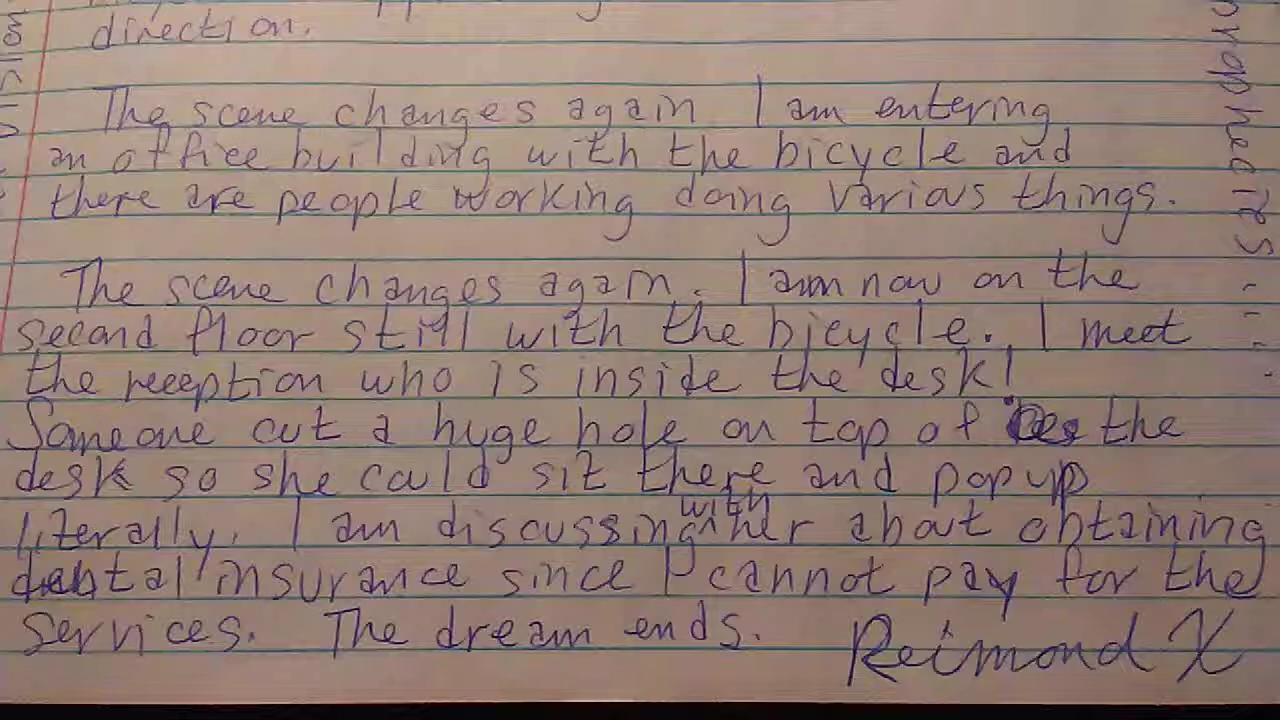 direction.
The scene changes again I am entering
an office building with the bicycle and
there are people working doing various things.
The scene changes again. I am now on the
second floor still with the bicycle. I meet
the reception who is inside the desk!
Someone cut a huge hole on top of the
desk so she could sit there and pop up
literally. I am discussing with her about obtaining
dental insurance since I cannot pay for the
services. The dream ends.
Reimond X
prophecies